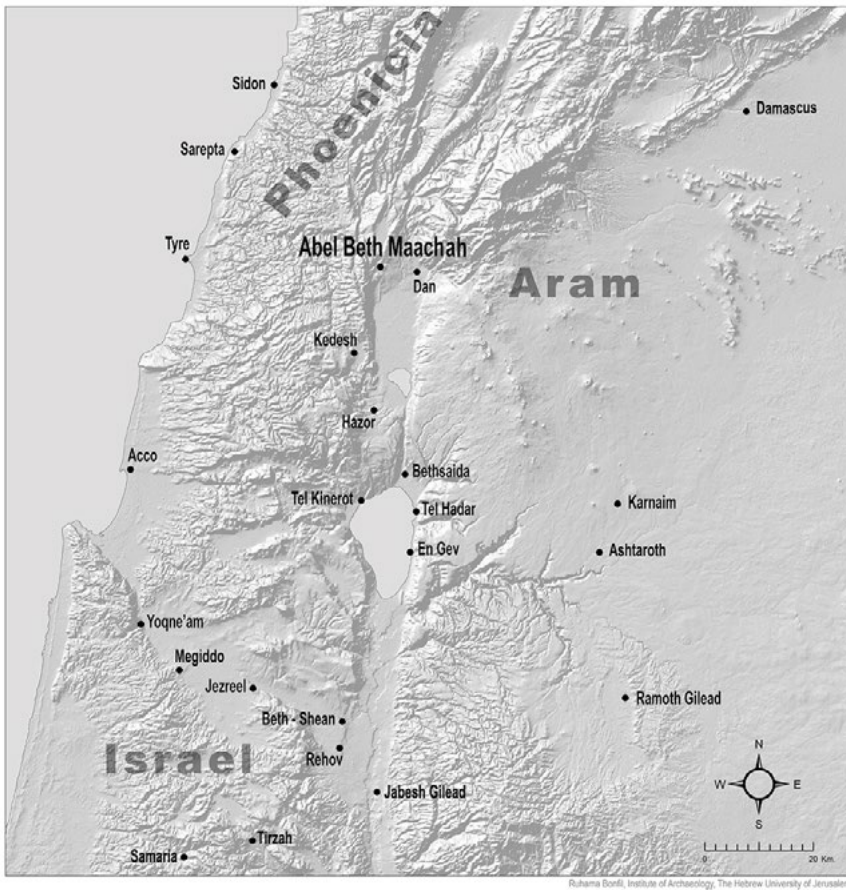 Phoenicia
Sidon
Damascus
Sarepta
Tyre
Abel Beth Maachah
Dan
Aram
Kedesh
Hazor
Acco
Bethsaida
Tel Kinerot
Tel Hadar
Karnaim
En Gev
Ashtaroth
Yoqne'am
Megiddo
Jezreel
Ramoth Gilead
Beth - Shean
Israel
Rehov
N
W
E
S
Jabesh Gilead
Tirzah
Samaria
0
20 Km.
Ruhama Bonfil, Institute of Archaeology, The Hebrew University of Jerusalem